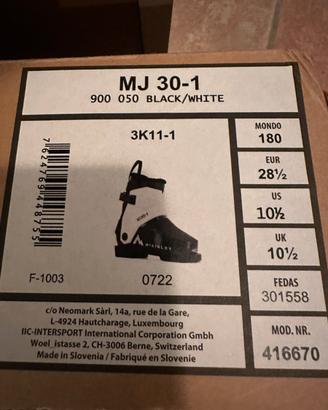 MJ 30-1
900 050 BLACK/WHITE
3K11-1
7624769448755
F-1003
0722
MONDO
180
EUR
28½
US
10½
UK
10½
FEDAS
301558
MOD. NR.
416670
c/o Neomark Sàrl, 14a, rue de la Gare,
L-4924 Hautcharage, Luxembourg
IIC-INTERSPORT International Corporation GmbH
Woel_istasse 2, CH-3006 Berne, Switzerland
Made in Slovenia / Fabriqué en Slovenie